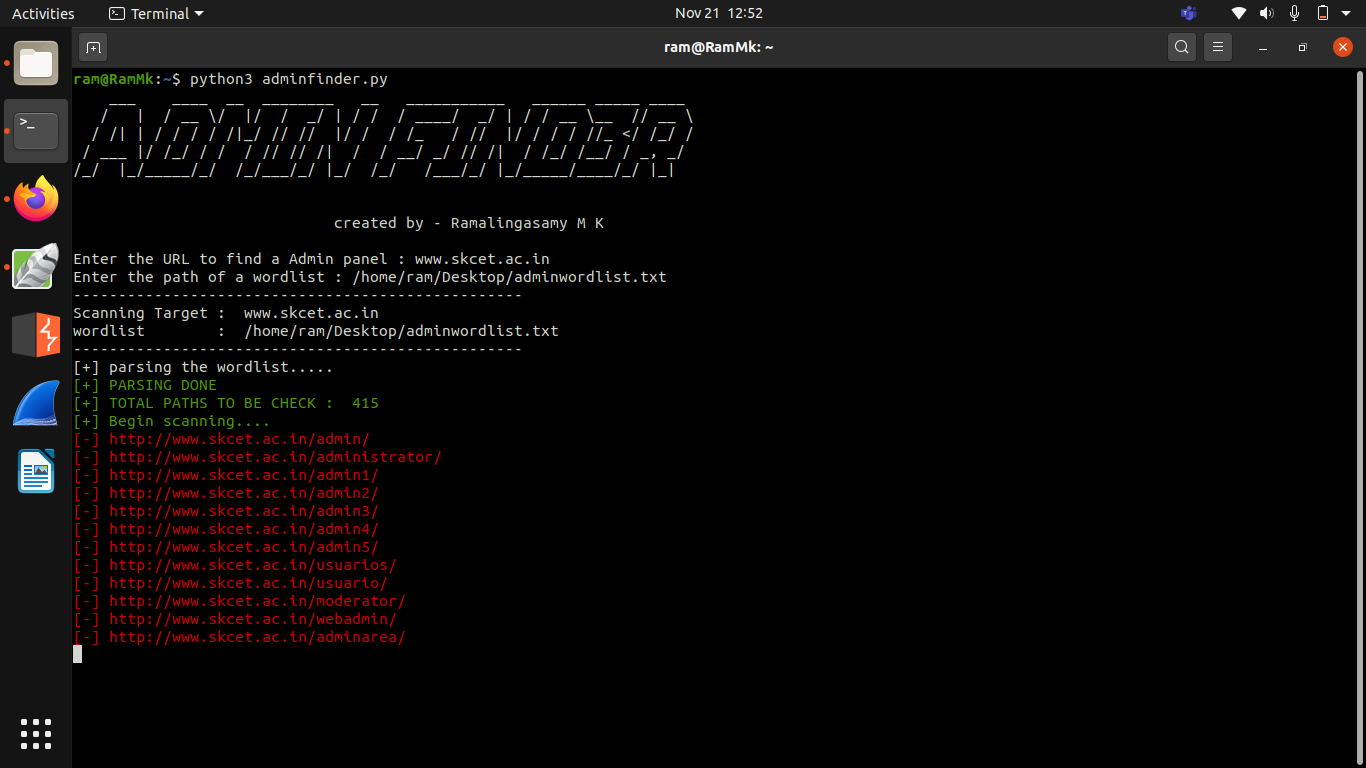 Activities
Terminal
Nov 21 12:52
ram@RamMk: ~
ram@RamMk:~$ python3 adminfinder.py
ADMIN FINDER
created by - Ramalingasamy M K
Enter the URL to find a Admin panel : www.skcet.ac.in
Enter the path of a wordlist : /home/ram/Desktop/adminwordlist.txt
--------------------------------------------------
Scanning Target :  www.skcet.ac.in
wordlist        :  /home/ram/Desktop/adminwordlist.txt
--------------------------------------------------
[+] parsing the wordlist.....
[+] PARSING DONE
[+] TOTAL PATHS TO BE CHECK :  415
[+] Begin scanning....
[-] http://www.skcet.ac.in/admin/
[-] http://www.skcet.ac.in/administrator/
[-] http://www.skcet.ac.in/admin1/
[-] http://www.skcet.ac.in/admin2/
[-] http://www.skcet.ac.in/admin3/
[-] http://www.skcet.ac.in/admin4/
[-] http://www.skcet.ac.in/admin5/
[-] http://www.skcet.ac.in/usuarios/
[-] http://www.skcet.ac.in/usuario/
[-] http://www.skcet.ac.in/moderator/
[-] http://www.skcet.ac.in/webadmin/
[-] http://www.skcet.ac.in/adminarea/